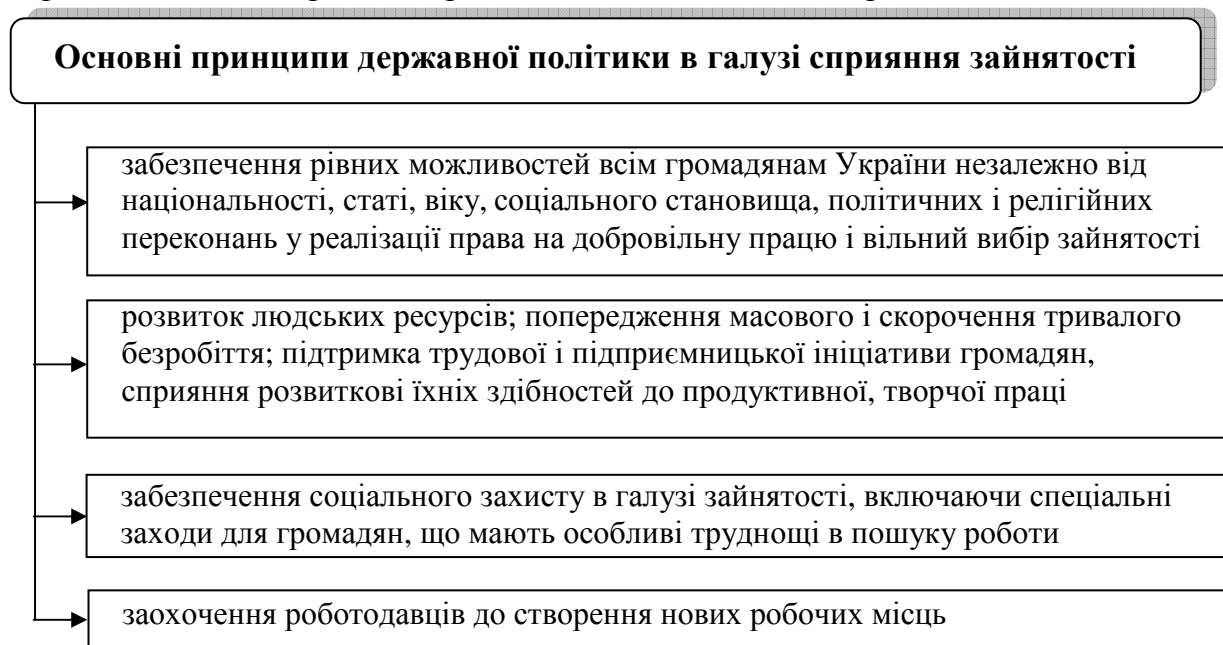 Основні принципи державної політики в галузі сприяння зайнятості
забезпечення рівних можливостей всім громадянам України незалежно від
національності, статі, віку, соціального становища, політичних і релігійних
переконань у реалізації права на добровільну працю і вільний вибір зайнятості
розвиток людських ресурсів; попередження масового і скорочення тривалого
безробіття; підтримка трудової і підприємницької ініціативи громадян,
сприяння розвиткові їхніх здібностей до продуктивної, творчої праці
забезпечення соціального захисту в галузі зайнятості, включаючи спеціальні
заходи для громадян, що мають особливі труднощі в пошуку роботи
заохочення роботодавців до створення нових робочих місць